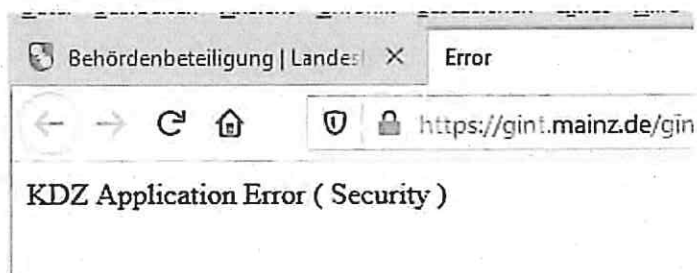 Behördenbeteiligung | Landes
Error
https://gint.mainz.de/gin
KDZ Application Error ( Security )